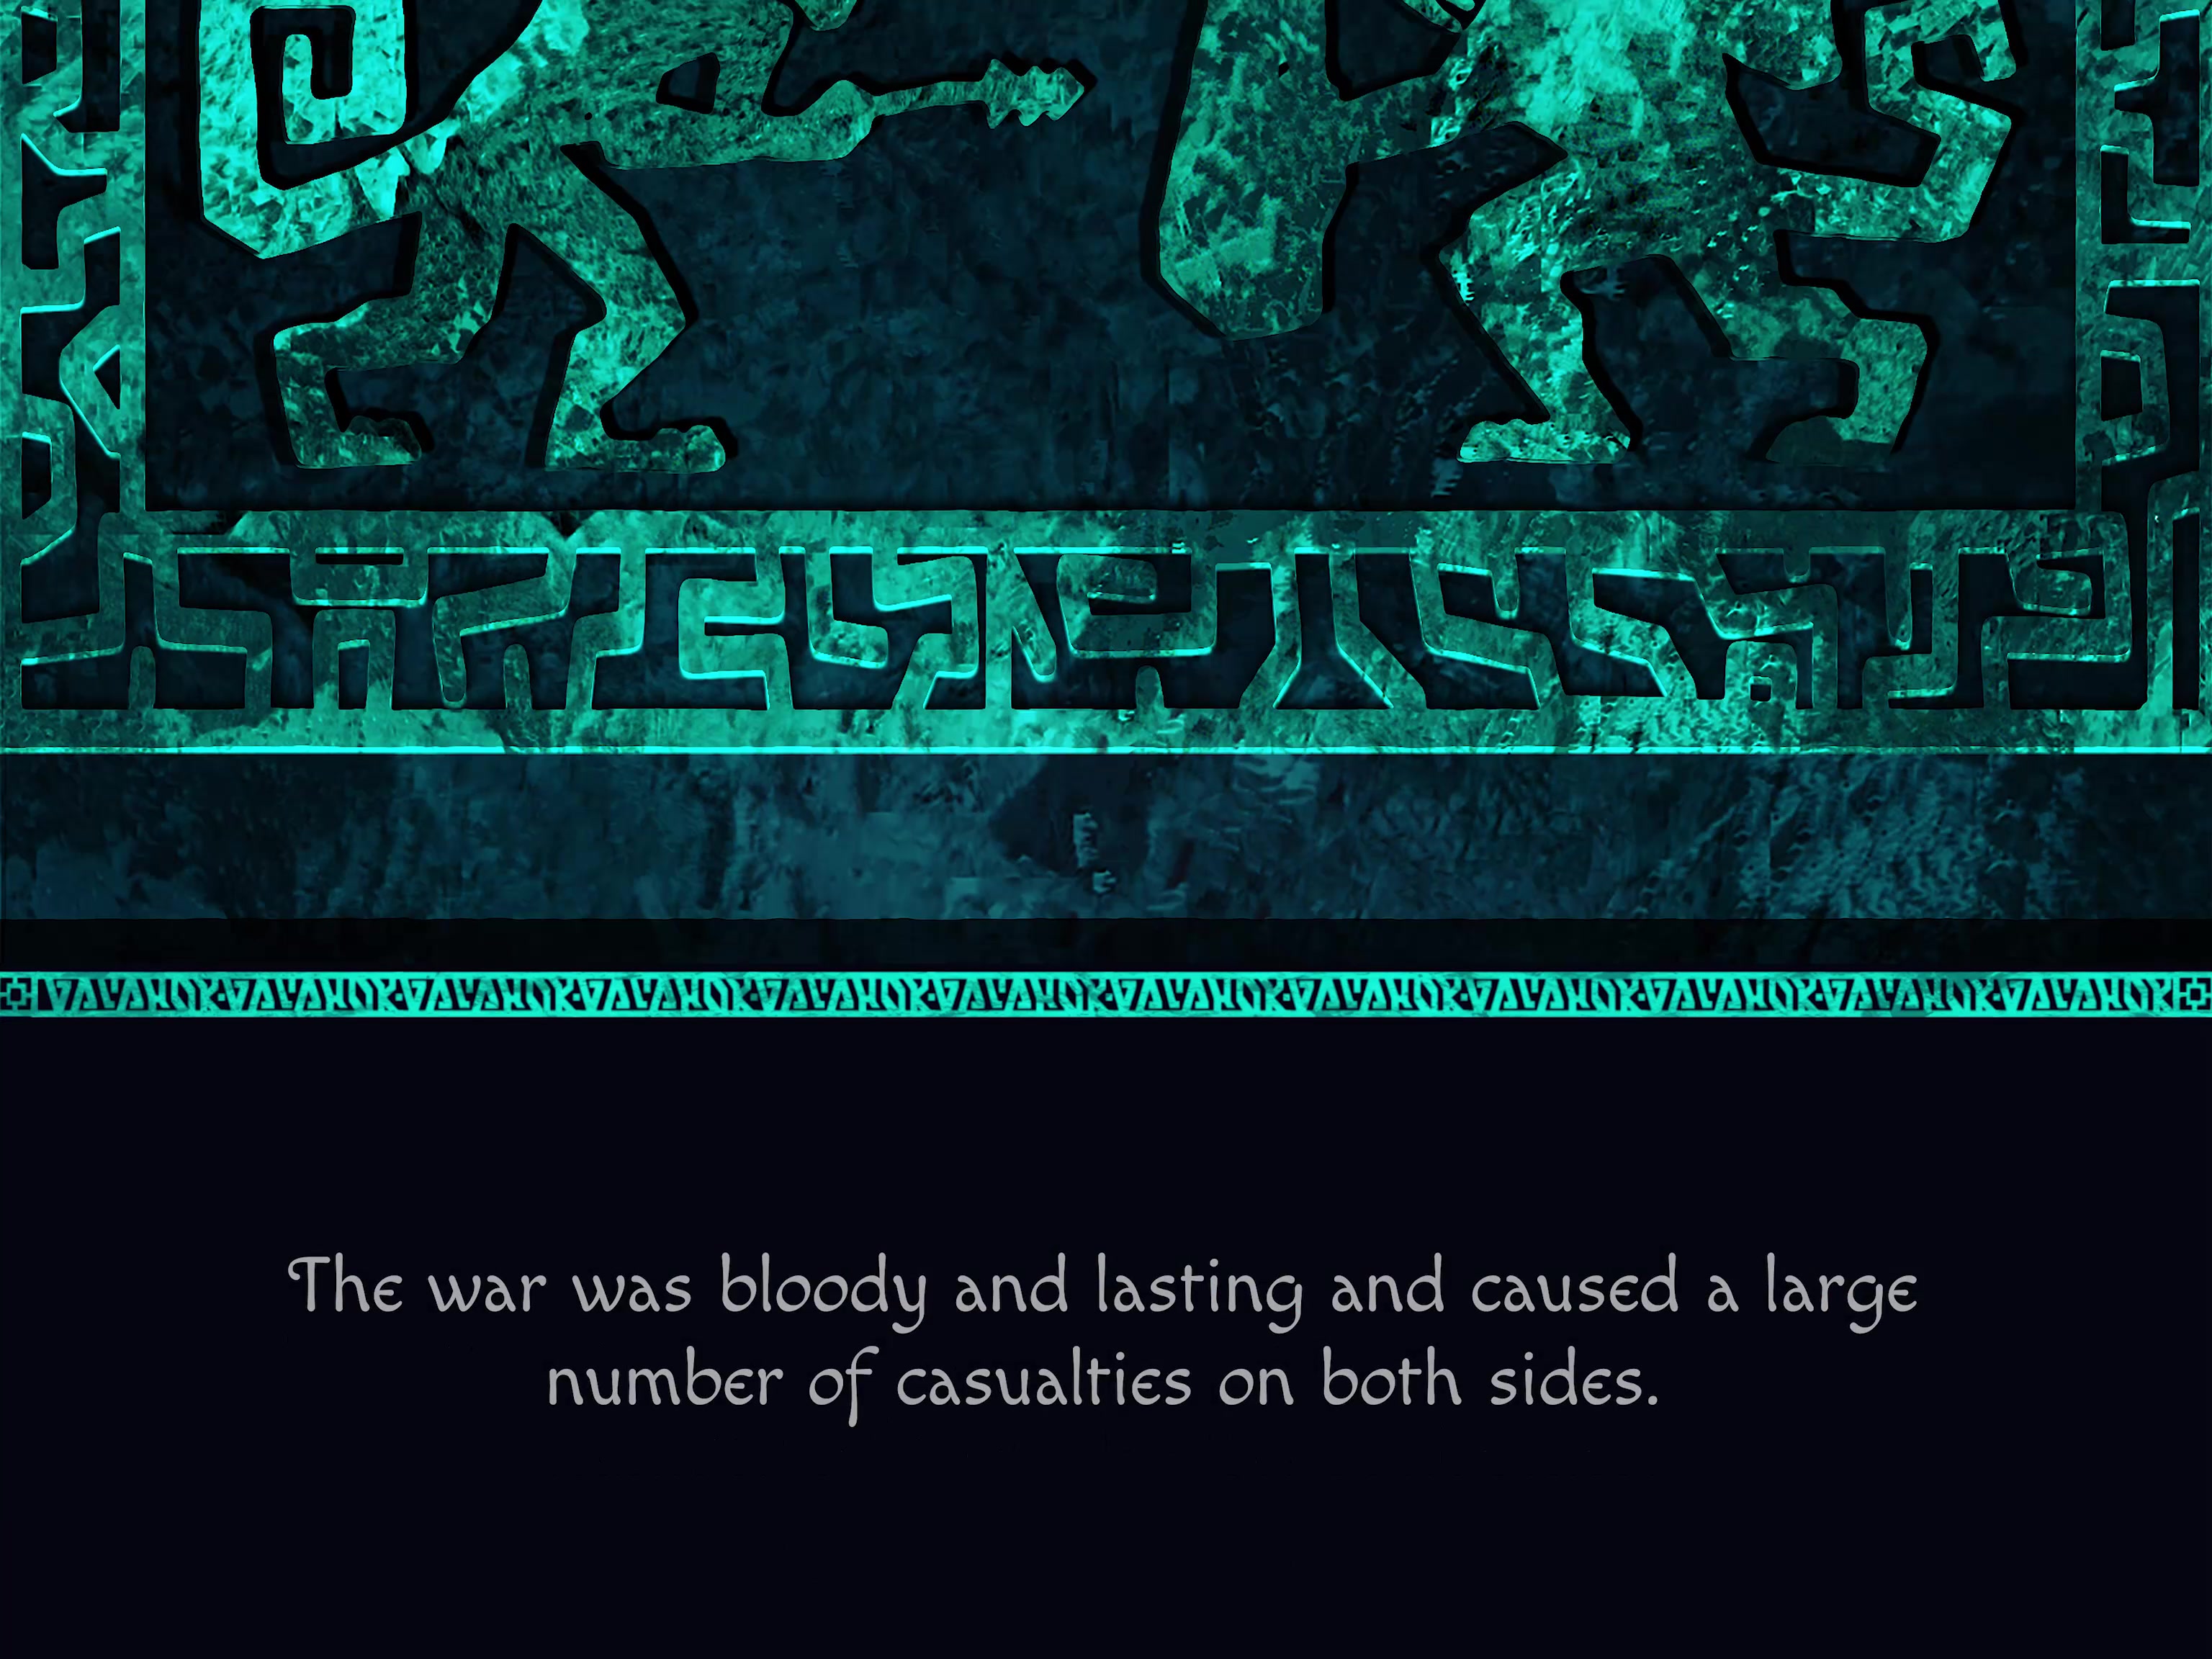 The war was bloody and lasting and caused a large
number of casualties on both sides.